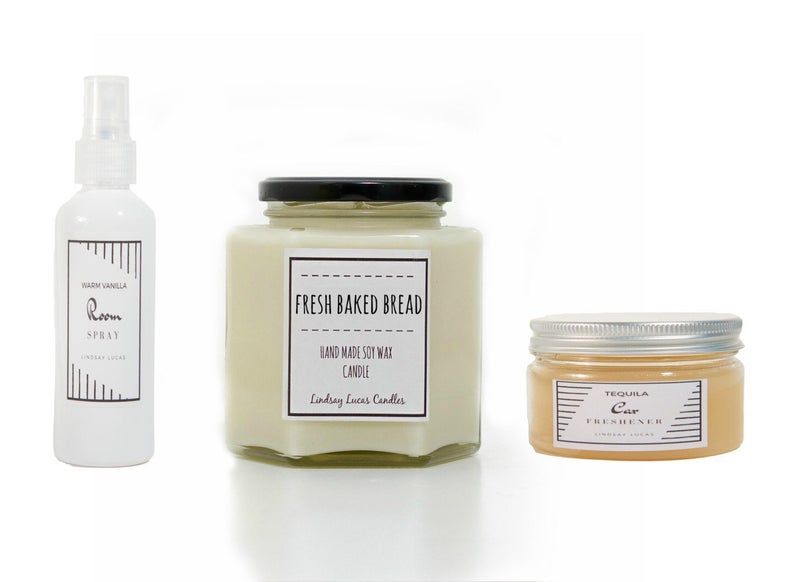 WARM VANILLA
Room
SPRAY
LINDSAY LUCAS
FRESH BAKED BREAD
HAND MADE SOY WAX
CANDLE
Lindsay Lucas Candles
TEQUILA
Car
FRESHENER
LINDSAY LUCAS